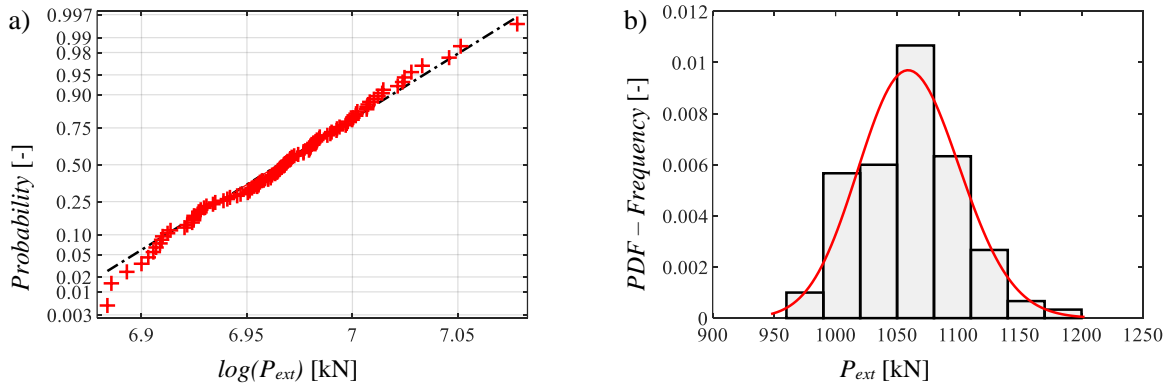 a)
0.997
0.99
0.98
0.95
0.90
0.75
0.50
0.25
0.10
0.05
0.02
0.01
0.003
Probability [-]
6.9 6.95 7 7.05
log(P_ext) [kN]
b)
0.012
0.01
0.008
0.006
0.004
0.002
0
PDF – Frequency [-]
900 1000 1050 1100 1150 1200 1250
P_ext [kN]